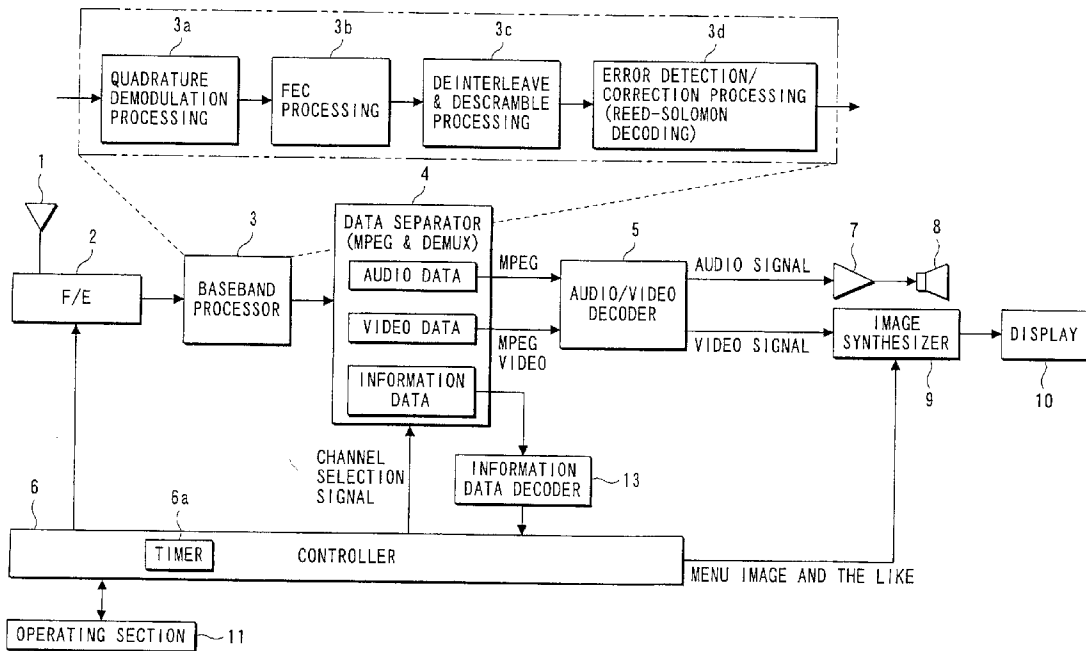 3a
3b
3c
3d
QUADRATURE
DEMODULATION
PROCESSING
FEC
PROCESSING
DEINTERLEAVE
& DESCRAMBLE
PROCESSING
ERROR DETECTION/
CORRECTION PROCESSING
(REED-SOLOMON
DECODING)
1
2
F/E
3
BASEBAND
PROCESSOR
4
DATA SEPARATOR
(MPEG & DEMUX)
AUDIO DATA
VIDEO DATA
INFORMATION
DATA
MPEG
MPEG
VIDEO
5
AUDIO/VIDEO
DECODER
AUDIO SIGNAL
VIDEO SIGNAL
7
8
IMAGE
SYNTHESIZER
9
DISPLAY
10
CHANNEL
SELECTION
SIGNAL
INFORMATION
DATA DECODER
13
6
6a
TIMER
CONTROLLER
MENU IMAGE AND THE LIKE
OPERATING SECTION
11